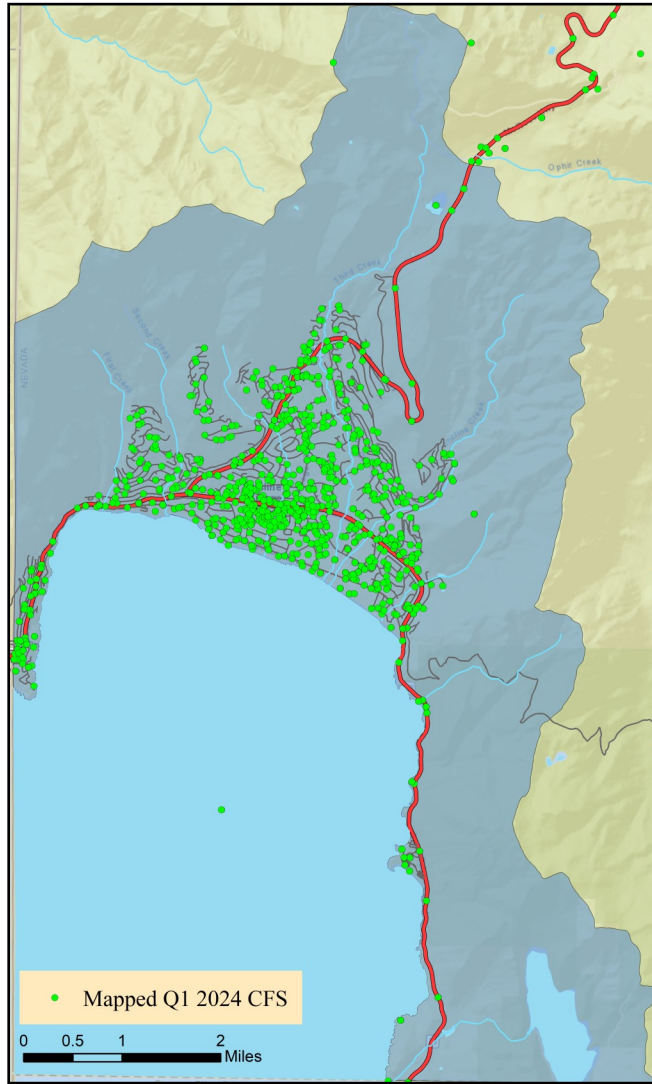 Ophir Creek
Third Creek
Second Creek
First Creek
NEVADA
Mapped Q1 2024 CFS
0 0.5 1 2
Miles